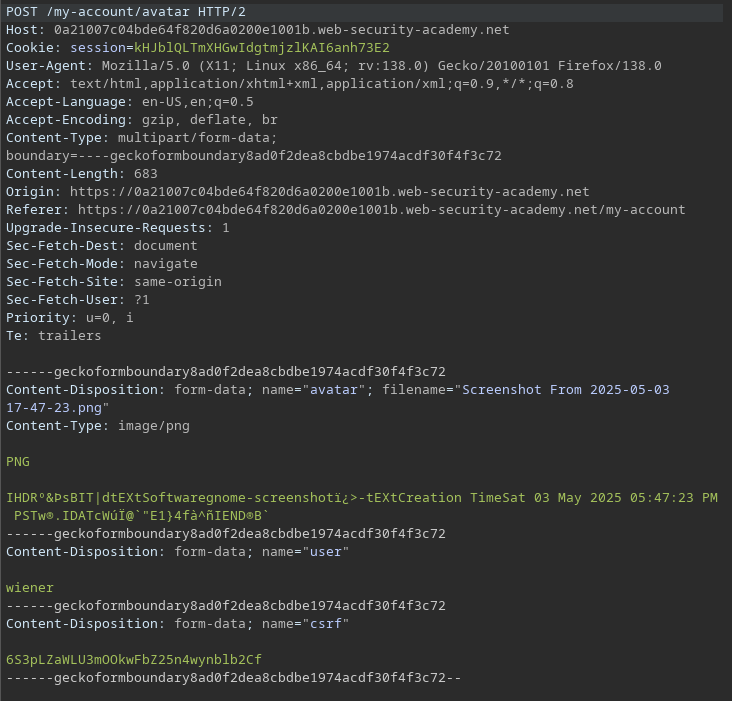 POST /my-account/avatar HTTP/2
Host: 0a21007c04bde64f820d6a0200e1001b.web-security-academy.net
Cookie: session=kHJblQLTmXHGwIdgtmjzlKAI6anh73E2
User-Agent: Mozilla/5.0 (X11; Linux x86_64; rv:138.0) Gecko/20100101 Firefox/138.0
Accept: text/html,application/xhtml+xml,application/xml;q=0.9,*/*;q=0.8
Accept-Language: en-US,en;q=0.5
Accept-Encoding: gzip, deflate, br
Content-Type: multipart/form-data;
boundary=----geckoformboundary8ad0f2dea8cbdbe1974acdf30f4f3c72
Content-Length: 683
Origin: https://0a21007c04bde64f820d6a0200e1001b.web-security-academy.net
Referer: https://0a21007c04bde64f820d6a0200e1001b.web-security-academy.net/my-account
Upgrade-Insecure-Requests: 1
Sec-Fetch-Dest: document
Sec-Fetch-Mode: navigate
Sec-Fetch-Site: same-origin
Sec-Fetch-User: ?1
Priority: u=0, i
Te: trailers
------geckoformboundary8ad0f2dea8cbdbe1974acdf30f4f3c72
Content-Disposition: form-data; name="avatar"; filename="Screenshot From 2025-05-03
17-47-23.png"
Content-Type: image/png
PNG
IHDRº&ÞsBIT|dtEXtSoftwaregnome-screenshotï¿>-tEXtCreation TimeSat 03 May 2025 05:47:23 PM
PSTw®.IDATcWúÏ@`"E1}4fà^ñIEND®B`
------geckoformboundary8ad0f2dea8cbdbe1974acdf30f4f3c72
Content-Disposition: form-data; name="user"
wiener
------geckoformboundary8ad0f2dea8cbdbe1974acdf30f4f3c72
Content-Disposition: form-data; name="csrf"
6S3pLZaWLU3mOOkwFbZ25n4wynblb2Cf
------geckoformboundary8ad0f2dea8cbdbe1974acdf30f4f3c72--